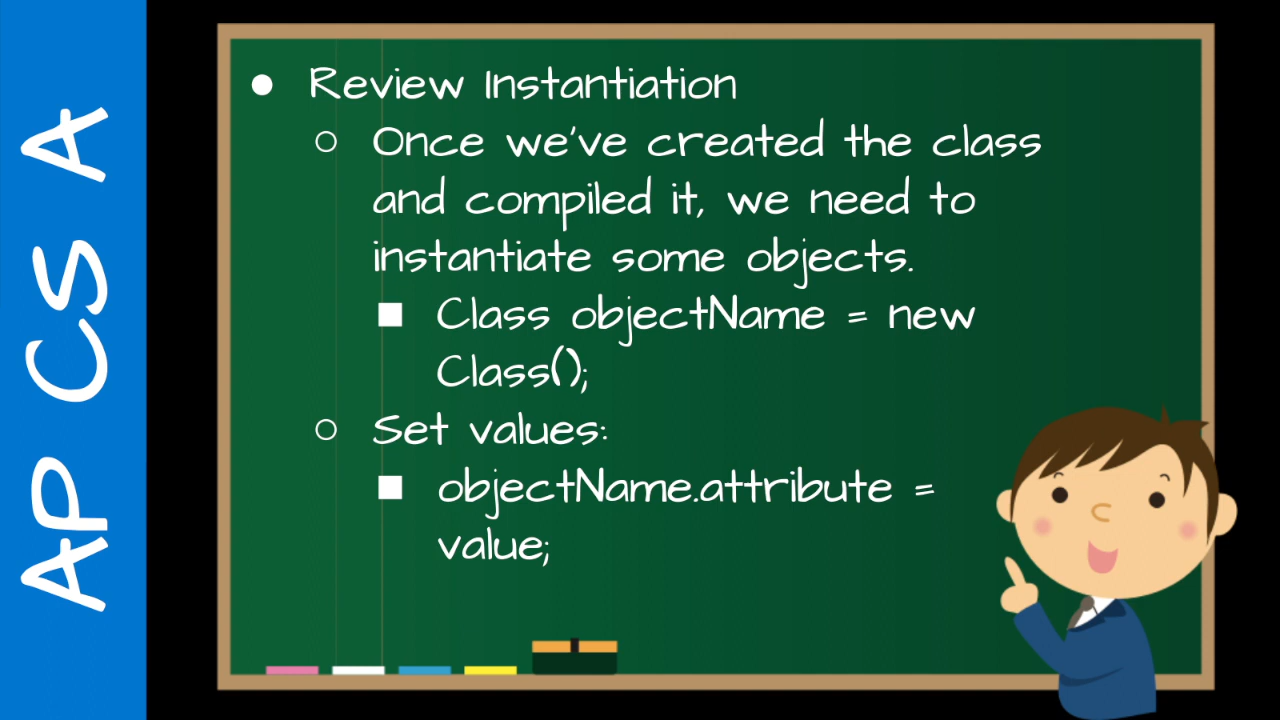 AP CS A
● Review Instantiation
○ Once we've created the class
and compiled it, we need to
instantiate some objects.
■ Class objectName = new
Class();
○ Set values:
■ objectName.attribute =
value;